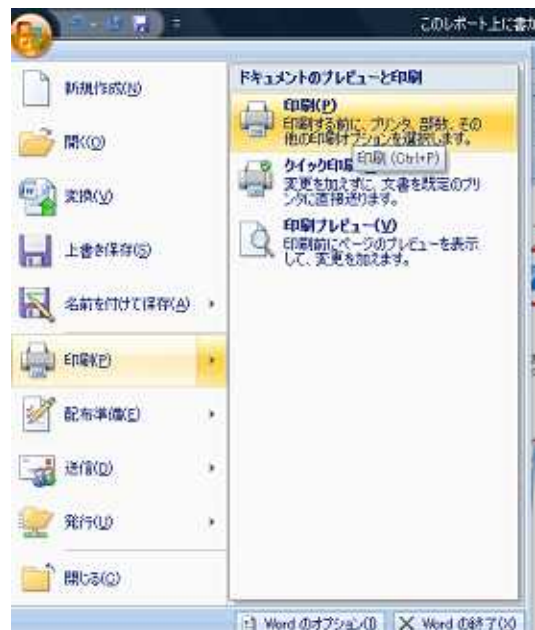 このレポート上に書か
新規作成(N)
開く(O)
変換(V)
上書き保存(S)
名前を付けて保存(A)
印刷(P)
配布準備(E)
送信(D)
発行(U)
閉じる(C)
ドキュメントのプレビューと印刷
印刷(P)
印刷する前に、プリンタ、部数、その
他の印刷オプションを選択します。
印刷 (Ctrl+P)
クイック印刷
変更を加えずに、文書を既定のプリ
ンタに直接送ります。
印刷プレビュー(V)
印刷前にページのプレビューを表示
して、変更を加えます。
Word のオプション(I)
Word の終了(X)